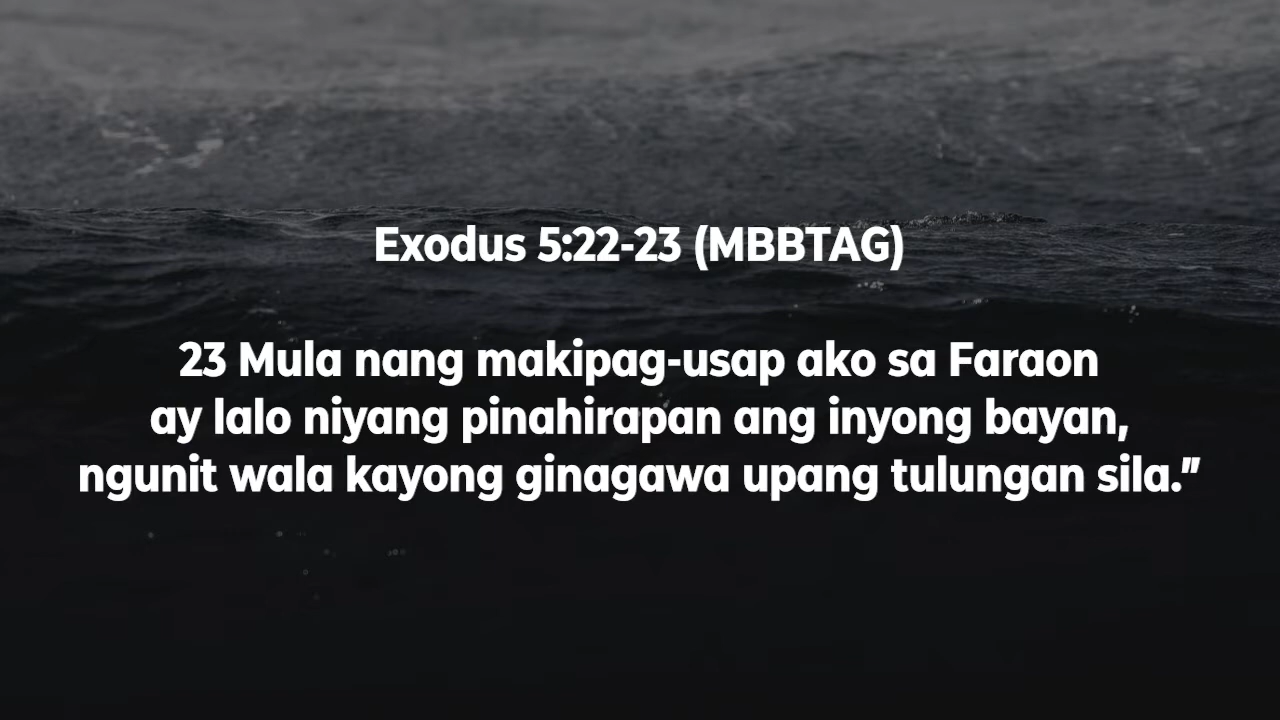 Exodus 5:22-23 (MBBTAG)
23 Mula nang makipag-usap ako sa Faraon
ay lalo niyang pinahirapan ang inyong bayan,
ngunit wala kayong ginagawa upang tulungan sila.”